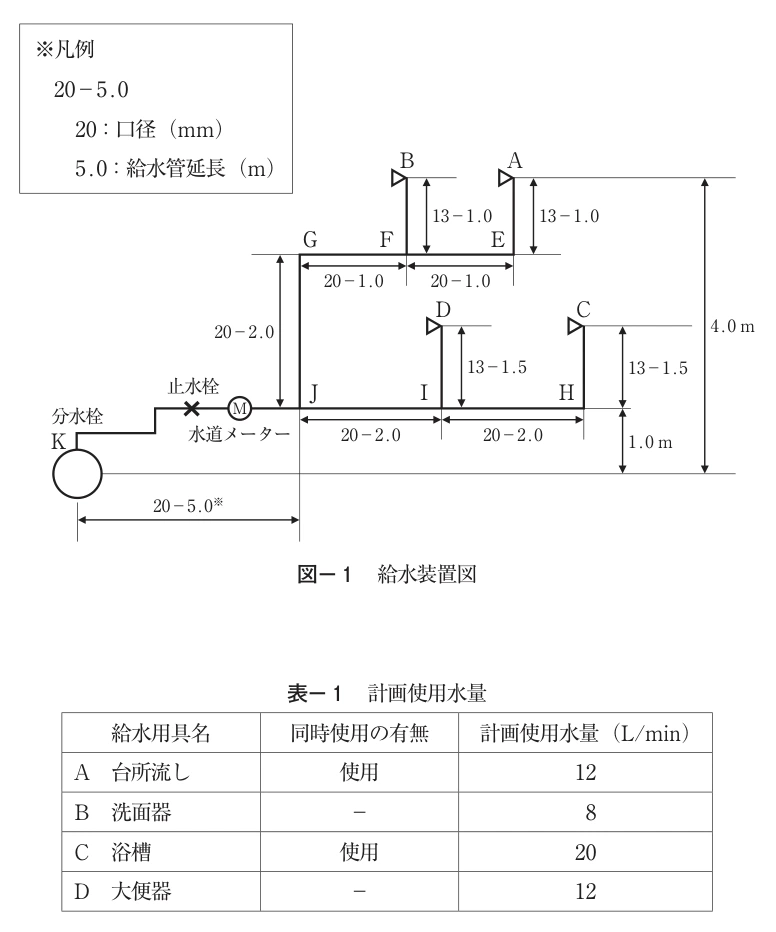 ※凡例
20－5.0
20：口径（mm）
5.0：給水管延長（m）
B
A
13－1.0
13－1.0
G
F
E
20－1.0
20－1.0
D
C
20－2.0
4.0 m
13－1.5
13－1.5
止水栓
J
I
H
分水栓
M
K
水道メーター
20－2.0
20－2.0
1.0 m
20－5.0※
図－1　給水装置図
表－1　計画使用水量
給水用具名　同時使用の有無　計画使用水量（L/min）
A　台所流し　使用　12
B　洗面器　－　8
C　浴槽　使用　20
D　大便器　－　12